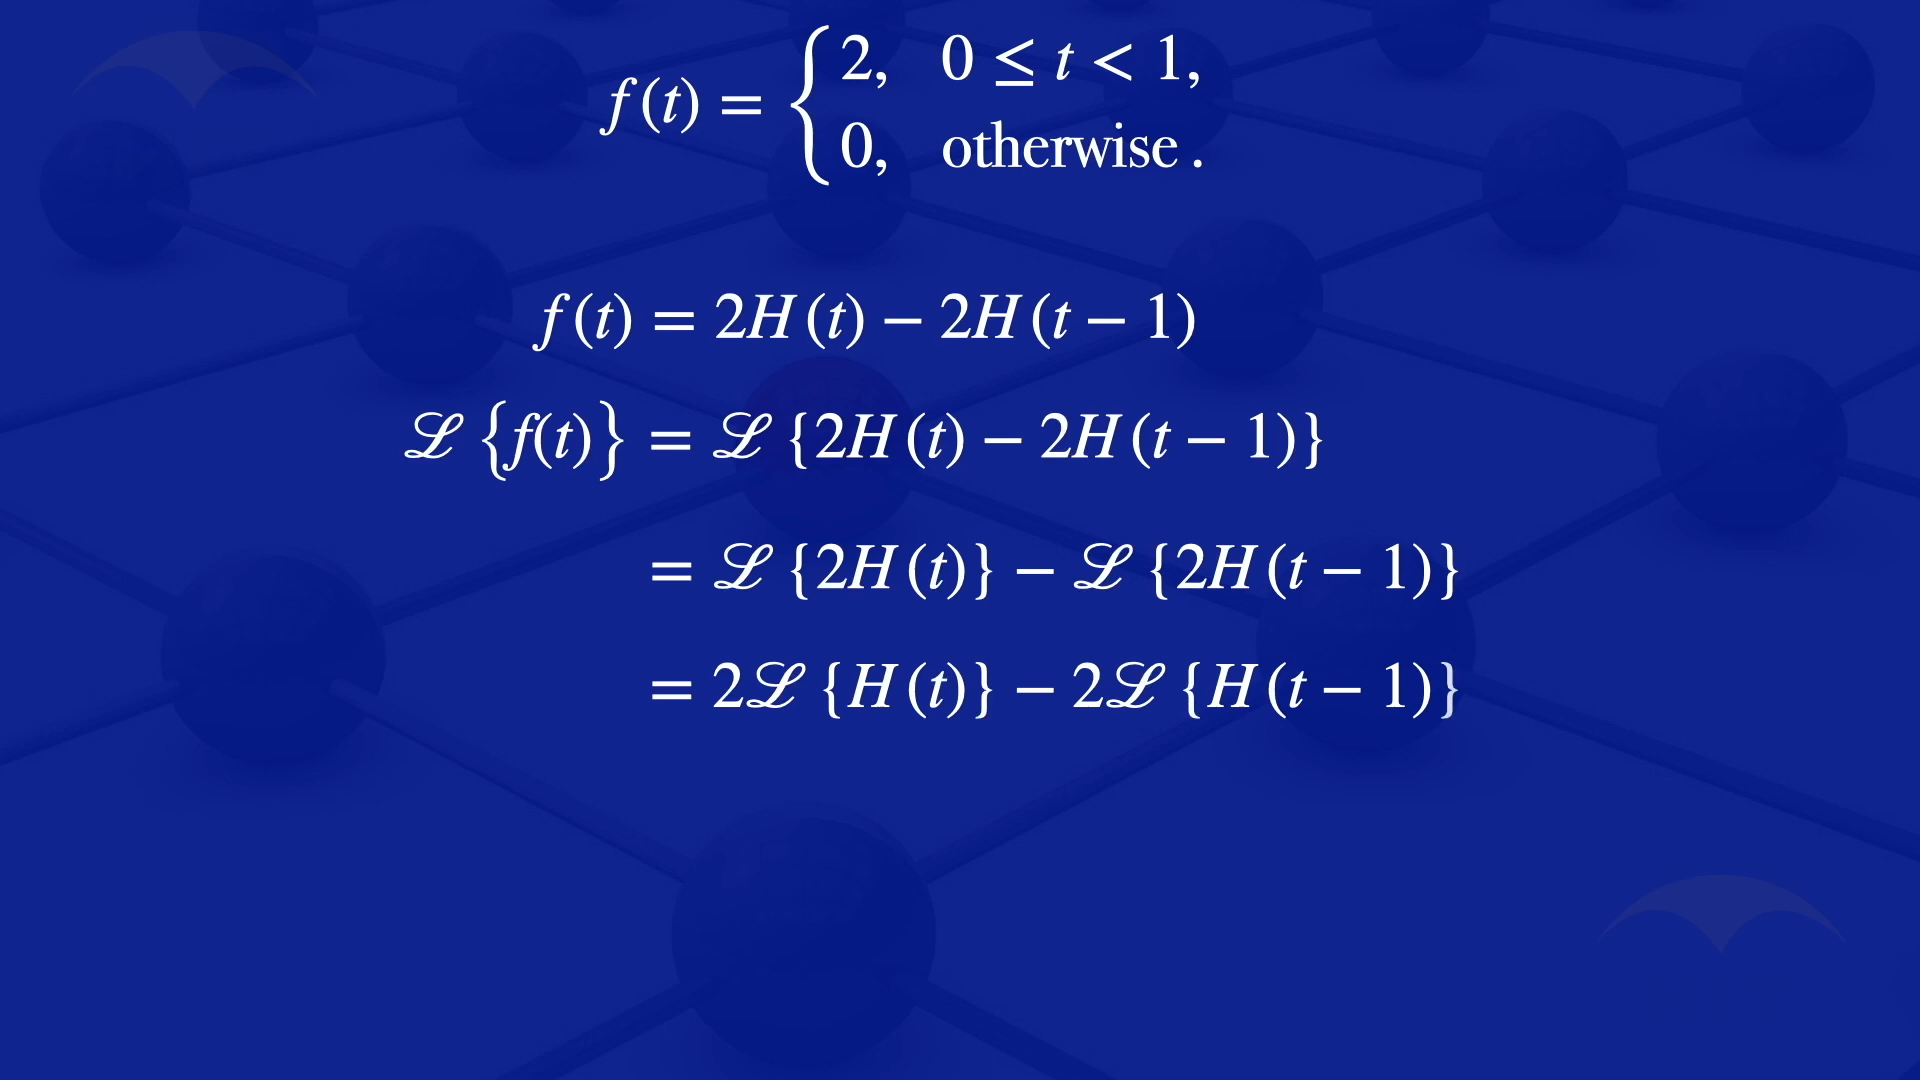 f(t) = { 2, 0 ≤ t < 1,
0, otherwise .
f(t) = 2H(t) − 2H(t − 1)
ℒ {f(t)} = ℒ {2H(t) − 2H(t − 1)}
= ℒ {2H(t)} − ℒ {2H(t − 1)}
= 2ℒ {H(t)} − 2ℒ {H(t − 1)}